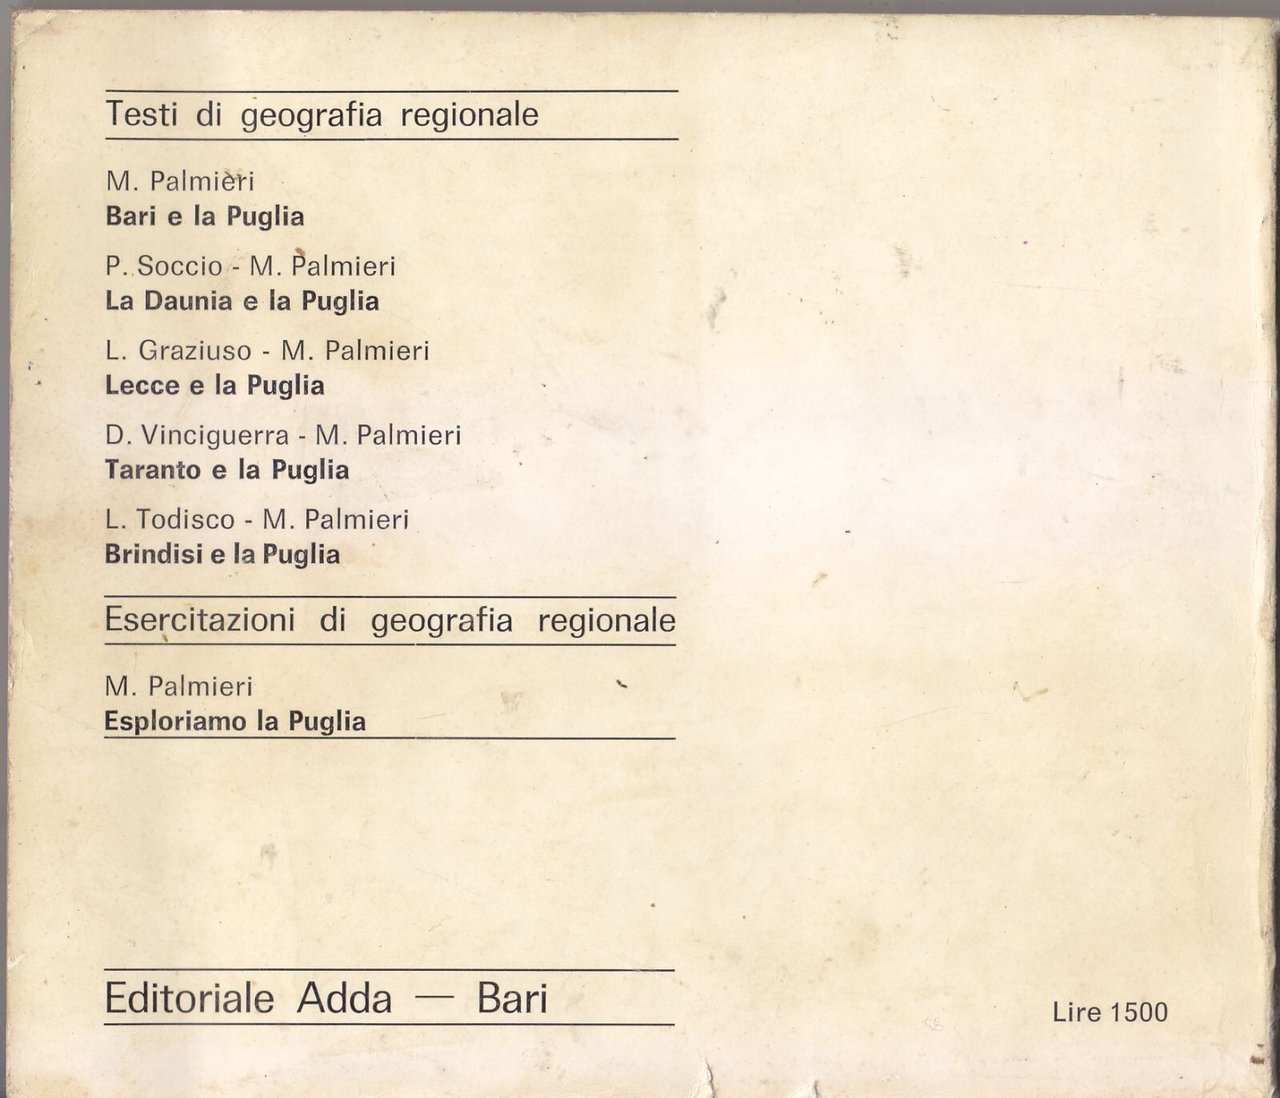 Testi di geografia regionale
M. Palmieri
Bari e la Puglia
P. Soccio - M. Palmieri
La Daunia e la Puglia
L. Graziuso - M. Palmieri
Lecce e la Puglia
D. Vinciguerra - M. Palmieri
Taranto e la Puglia
L. Todisco - M. Palmieri
Brindisi e la Puglia
Esercitazioni di geografia regionale
M. Palmieri
Esploriamo la Puglia
Editoriale Adda — Bari
Lire 1500